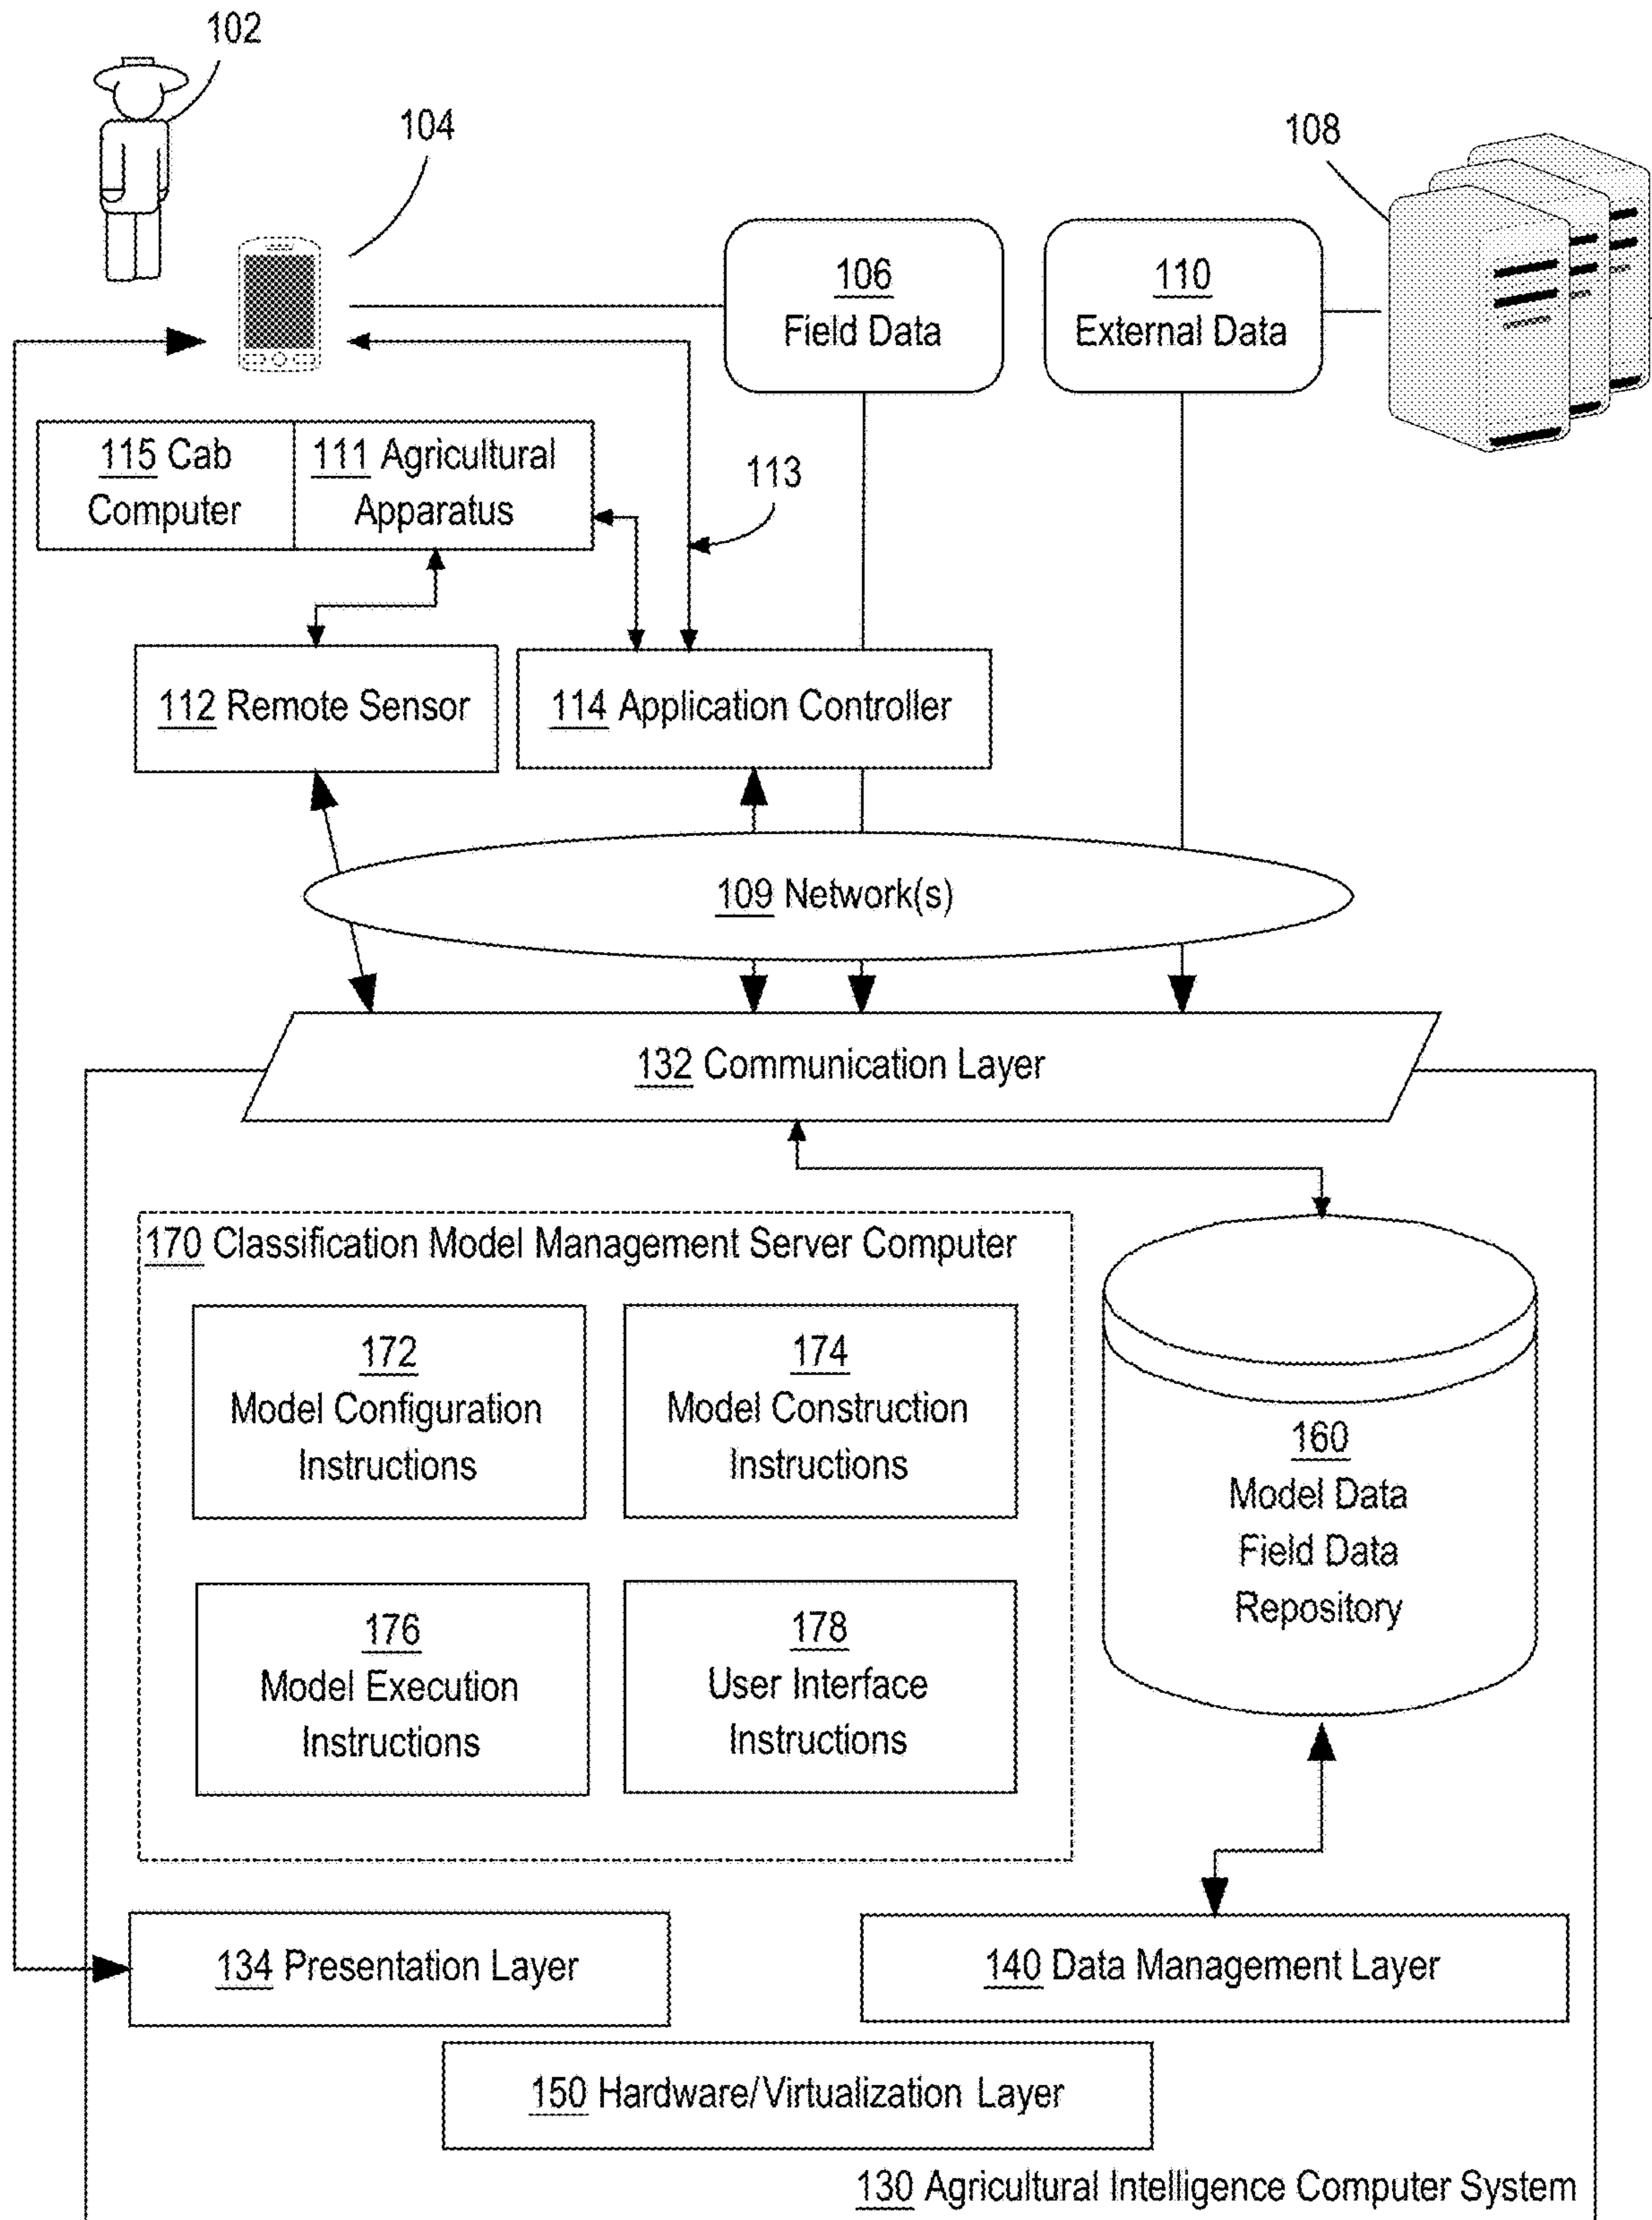 102
104
108
106
Field Data
110
External Data
115 Cab
Computer
111 Agricultural
Apparatus
113
112 Remote Sensor
114 Application Controller
109 Network(s)
132 Communication Layer
170 Classification Model Management Server Computer
172
Model Configuration
Instructions
174
Model Construction
Instructions
160
Model Data
Field Data
Repository
176
Model Execution
Instructions
178
User Interface
Instructions
134 Presentation Layer
140 Data Management Layer
150 Hardware/Virtualization Layer
130 Agricultural Intelligence Computer System